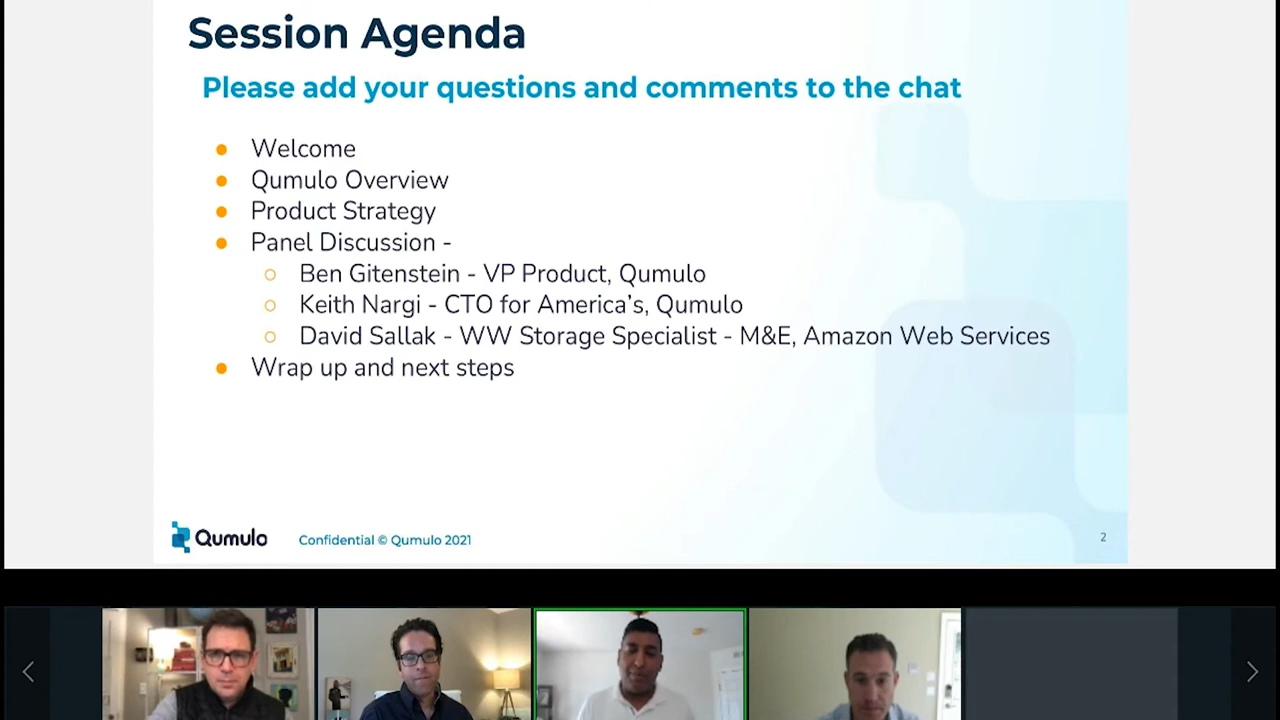 Session Agenda
Please add your questions and comments to the chat
● Welcome
● Qumulo Overview
● Product Strategy
● Panel Discussion -
○ Ben Gitenstein - VP Product, Qumulo
○ Keith Nargi - CTO for America's, Qumulo
○ David Sallak - WW Storage Specialist - M&E, Amazon Web Services
● Wrap up and next steps
Qumulo
Confidential © Qumulo 2021
2